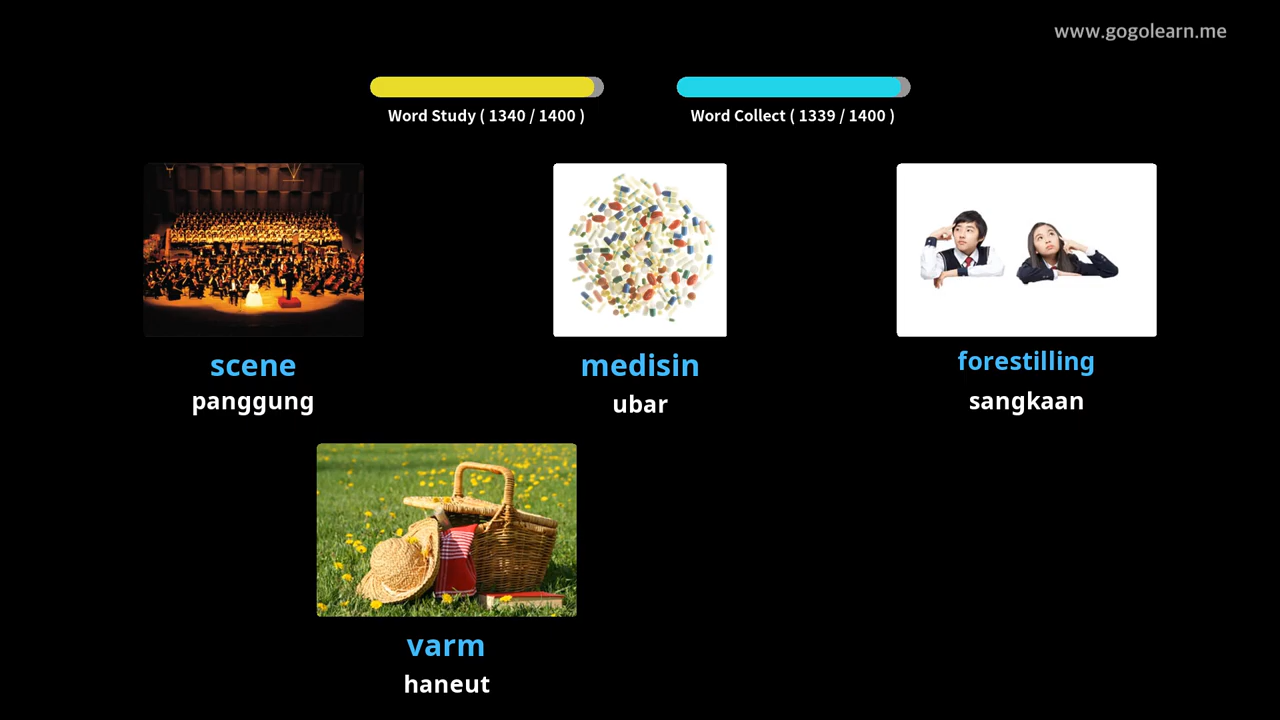 www.gogolearn.me
Word Study ( 1340 / 1400 )
Word Collect ( 1339 / 1400 )
scene
panggung
medisin
ubar
forestilling
sangkaan
varm
haneut